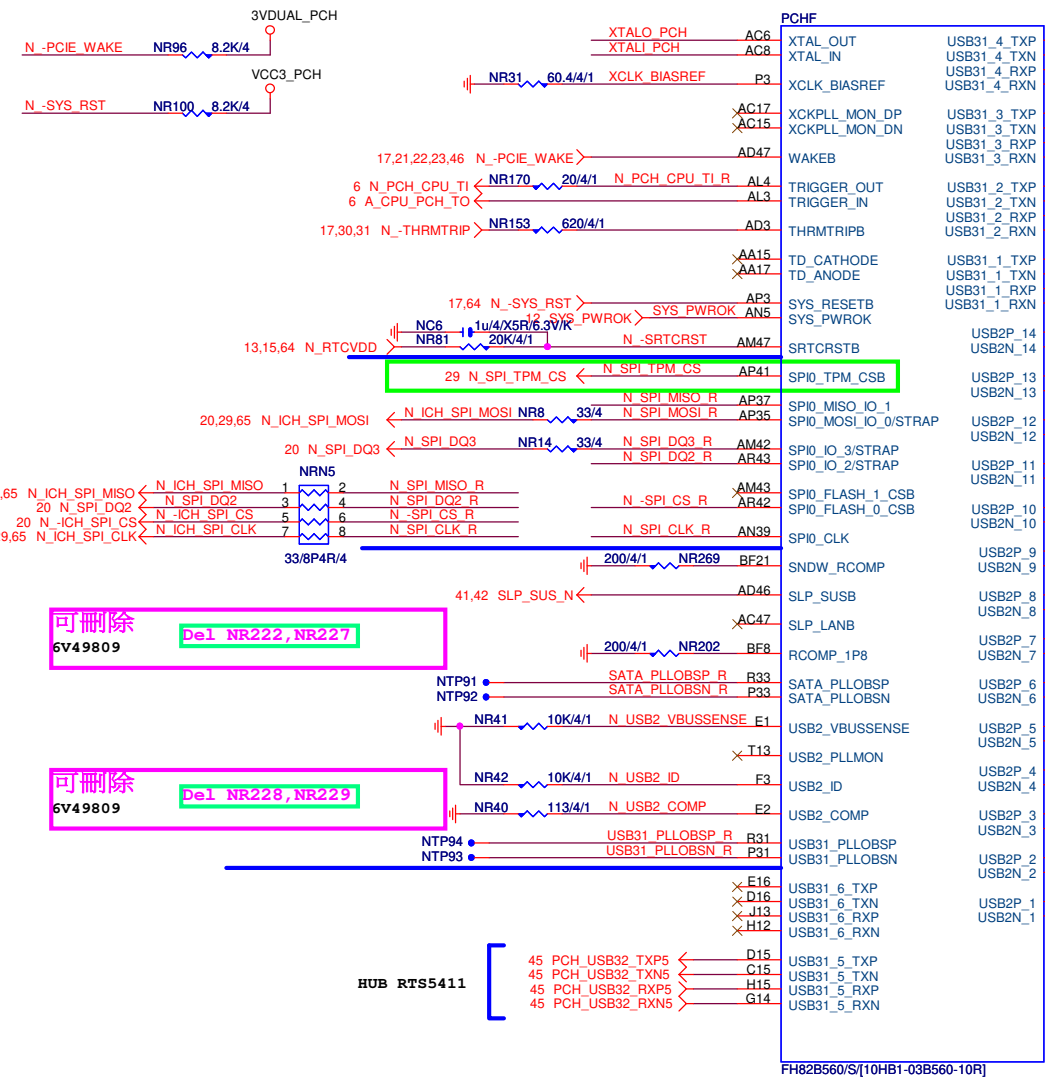 3VDUAL_PCH
N_-PCIE_WAKE NR96 8.2K/4
VCC3_PCH
N_-SYS_RST NR100 8.2K/4
PCHF
XTALO_PCH AC6 XTAL_OUT USB31_4_TXP
XTALI_PCH AC8 XTAL_IN USB31_4_TXN
USB31_4_RXP
NR31 60.4/4/1 XCLK_BIASREF P3 XCLK_BIASREF USB31_4_RXN
AC17 XCKPLL_MON_DP USB31_3_TXP
AC15 XCKPLL_MON_DN USB31_3_TXN
USB31_3_RXP
17,21,22,23,46 N_-PCIE_WAKE AD47 WAKEB USB31_3_RXN
6 N_PCH_CPU_TI NR170 20/4/1 N_PCH_CPU_TI_R AL4 TRIGGER_OUT USB31_2_TXP
6 A_CPU_PCH_TO AL3 TRIGGER_IN USB31_2_TXN
USB31_2_RXP
17,30,31 N_-THRMTRIP NR153 620/4/1 AD3 THRMTRIPB USB31_2_RXN
AA15 TD_CATHODE USB31_1_TXP
AA17 TD_ANODE USB31_1_TXN
USB31_1_RXP
17,64 N_-SYS_RST AP3 SYS_RESETB USB31_1_RXN
12 SYS_PWROK SYS_PWROK AN5 SYS_PWROK
NC6 1u/4/X5R/6.3V/K USB2P_14
13,15,64 N_RTCVDD NR81 20K/4/1 N_-SRTCRST AM47 SRTCRSTB USB2N_14
29 N_SPI_TPM_CS N_SPI_TPM_CS AP41 SPI0_TPM_CSB USB2P_13
USB2N_13
N_SPI_MISO_R AP37 SPI0_MISO_IO_1
20,29,65 N_ICH_SPI_MOSI N_ICH_SPI_MOSI NR8 33/4 N_SPI_MOSI_R AP35 SPI0_MOSI_IO_0/STRAP USB2P_12
USB2N_12
20 N_SPI_DQ3 N_SPI_DQ3 NR14 33/4 N_SPI_DQ3_R AM42 SPI0_IO_3/STRAP
N_SPI_DQ2_R AR43 SPI0_IO_2/STRAP USB2P_11
NRN5 USB2N_11
,65 N_ICH_SPI_MISO N_ICH_SPI_MISO 1 2 N_SPI_MISO_R AM43 SPI0_FLASH_1_CSB
20 N_SPI_DQ2 N_SPI_DQ2 3 4 N_SPI_DQ2_R N_-SPI_CS_R AR42 SPI0_FLASH_0_CSB USB2P_10
20 N_-ICH_SPI_CS N_-ICH_SPI_CS 5 6 N_-SPI_CS_R USB2N_10
9,65 N_ICH_SPI_CLK N_ICH_SPI_CLK 7 8 N_SPI_CLK_R N_SPI_CLK_R AN39 SPI0_CLK
33/8P4R/4 USB2P_9
200/4/1 NR269 BF21 SNDW_RCOMP USB2N_9
41,42 SLP_SUS_N AD46 SLP_SUSB USB2P_8
USB2N_8
可刪除 AC47 SLP_LANB
Del NR222,NR227 USB2P_7
6V49809 200/4/1 NR202 BF8 RCOMP_1P8 USB2N_7
NTP91 SATA_PLLOBSP_R R33 SATA_PLLOBSP USB2P_6
NTP92 SATA_PLLOBSN_R P33 SATA_PLLOBSN USB2N_6
NR41 10K/4/1 N_USB2_VBUSSENSE E1 USB2_VBUSSENSE USB2P_5
USB2N_5
T13 USB2_PLLMON
可刪除 USB2P_4
NR42 10K/4/1 N_USB2_ID F3 USB2_ID USB2N_4
Del NR228,NR229
6V49809 NR40 113/4/1 N_USB2_COMP E2 USB2_COMP USB2P_3
USB2N_3
NTP94 USB31_PLLOBSP_R R31 USB31_PLLOBSP
NTP93 USB31_PLLOBSN_R P31 USB31_PLLOBSN USB2P_2
USB2N_2
E16 USB31_6_TXP
D16 USB31_6_TXN USB2P_1
J13 USB31_6_RXP USB2N_1
H12 USB31_6_RXN
45 PCH_USB32_TXP5 D15 USB31_5_TXP
45 PCH_USB32_TXN5 C15 USB31_5_TXN
HUB RTS5411 45 PCH_USB32_RXP5 H15 USB31_5_RXP
45 PCH_USB32_RXN5 G14 USB31_5_RXN
FH82B560/S/[10HB1-03B560-10R]